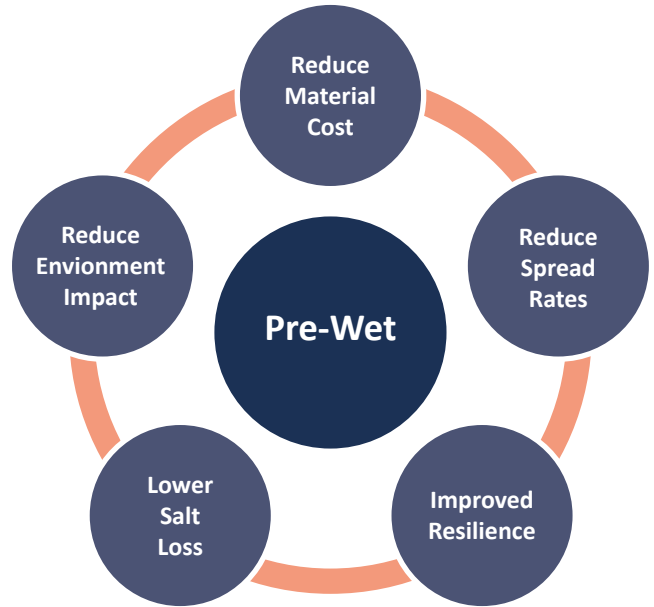 Reduce
Material
Cost
Reduce
Spread
Rates
Improved
Resilience
Lower
Salt
Loss
Reduce
Envionment
Impact
Pre-Wet